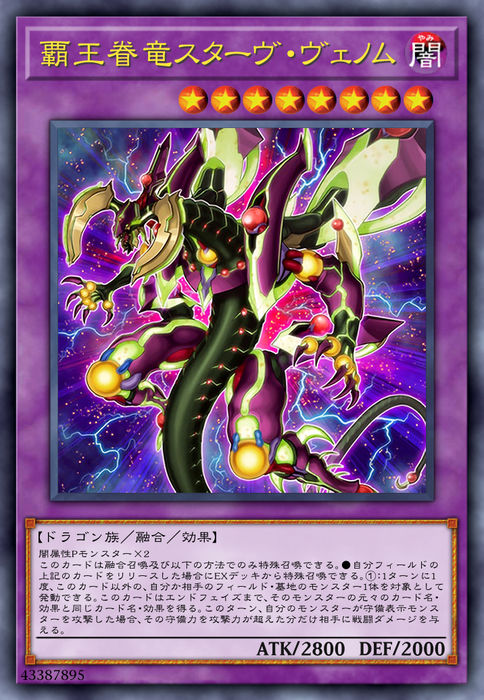 覇王眷竜スターヴ・ヴェノム
やみ
闇
【ドラゴン族／融合／効果】
闇属性Pモンスター×2
このカードは融合召喚及び以下の方法でのみ特殊召喚できる。●自分フィールドの
上記のカードをリリースした場合にEXデッキから特殊召喚できる。①:1ターンに1
度、このカード以外の、自分か相手のフィールド・墓地のモンスター1体を対象として
発動できる。このカードはエンドフェイズまで、そのモンスターの元々のカード名・
効果と同じカード名・効果を得る。このターン、自分のモンスターが守備表示モンス
ターを攻撃した場合、その守備力を攻撃力が超えた分だけ相手に戦闘ダメージを与
える。
ATK/2800 DEF/2000
43387895